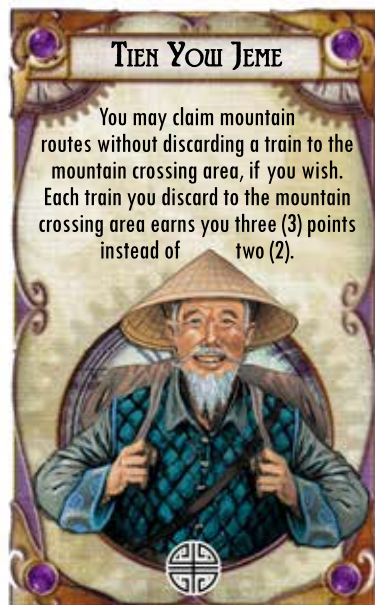 Tien Yow Jeme
You may claim mountain
routes without discarding a train to the
mountain crossing area, if you wish.
Each train you discard to the mountain
crossing area earns you three (3) points
instead of two (2).